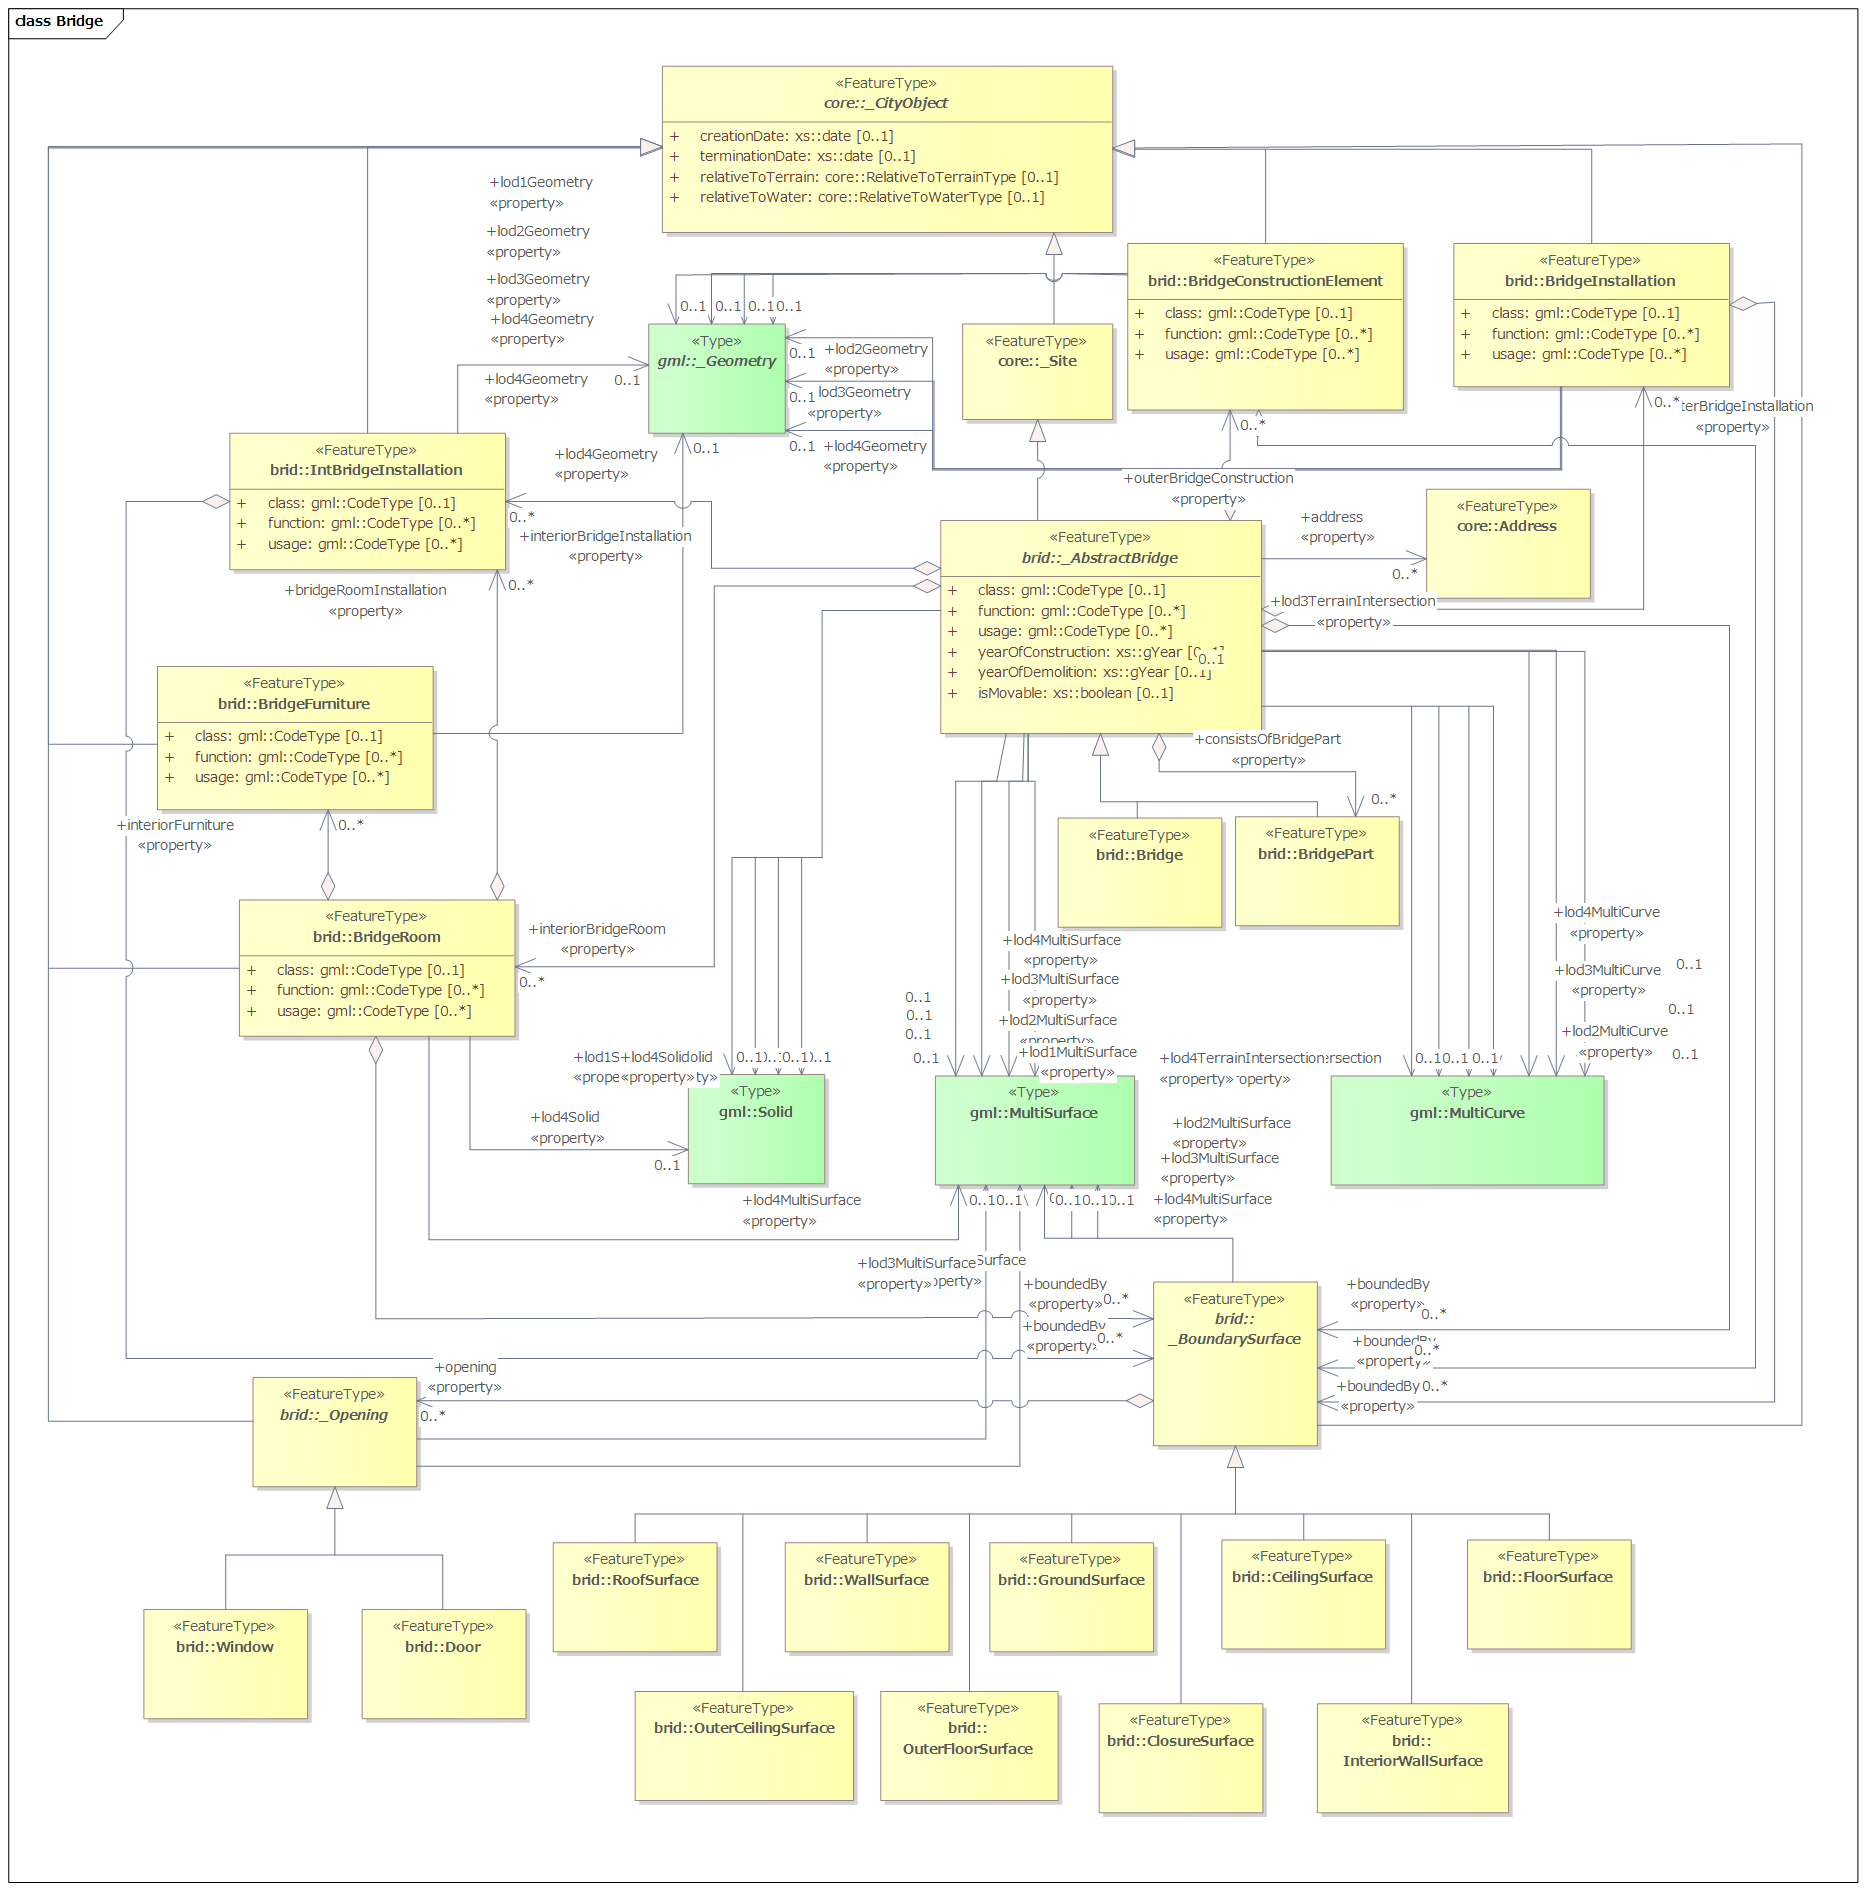 class Bridge
«FeatureType»
core::_CityObject
+ creationDate: xs::date [0..1]
+ terminationDate: xs::date [0..1]
+ relativeToTerrain: core::RelativeToTerrainType [0..1]
+ relativeToWater: core::RelativeToWaterType [0..1]
+lod1Geometry
«property»
+lod2Geometry
«property»
+lod3Geometry
«property»
+lod4Geometry
«property»
0..1 0..1 0..1 0..1
«FeatureType»
brid::BridgeConstructionElement
+ class: gml::CodeType [0..1]
+ function: gml::CodeType [0..*]
+ usage: gml::CodeType [0..*]
«FeatureType»
brid::BridgeInstallation
+ class: gml::CodeType [0..1]
+ function: gml::CodeType [0..*]
+ usage: gml::CodeType [0..*]
«Type»
gml::_Geometry
«FeatureType»
core::_Site
0..1
+lod2Geometry
«property»
0..1
lod3Geometry
«property»
0..1
+lod4Geometry
«property»
+lod4Geometry
«property»
0..1
0..1
+lod4Geometry
«property»
0..*
terBridgeInstallation
«property»
0..*
+outerBridgeConstruction
«property»
«FeatureType»
brid::IntBridgeInstallation
+ class: gml::CodeType [0..1]
+ function: gml::CodeType [0..*]
+ usage: gml::CodeType [0..*]
0..*
+interiorBridgeInstallation
«property»
0..*
+bridgeRoomInstallation
«property»
+address
«property»
0..*
«FeatureType»
core::Address
«FeatureType»
brid::_AbstractBridge
+ class: gml::CodeType [0..1]
+ function: gml::CodeType [0..*]
+ usage: gml::CodeType [0..*]
+ yearOfConstruction: xs::gYear [0..1]
+ yearOfDemolition: xs::gYear [0..1]
+ isMovable: xs::boolean [0..1]
0..1
+lod3TerrainIntersection
«property»
«FeatureType»
brid::BridgeFurniture
+ class: gml::CodeType [0..1]
+ function: gml::CodeType [0..*]
+ usage: gml::CodeType [0..*]
+interiorFurniture
«property»
0..*
+consistsOfBridgePart
«property»
0..*
«FeatureType»
brid::Bridge
«FeatureType»
brid::BridgePart
«FeatureType»
brid::BridgeRoom
+ class: gml::CodeType [0..1]
+ function: gml::CodeType [0..*]
+ usage: gml::CodeType [0..*]
+interiorBridgeRoom
«property»
0..*
+lod4MultiSurface
«property»
+lod3MultiSurface
«property»
+lod2MultiSurface
«property»
+lod1MultiSurface
«property»
0..1
0..1
0..1
0..1
+lod4MultiCurve
«property»
0..1
+lod3MultiCurve
«property»
0..1
+lod2MultiCurve
«property»
0..1
+lod1S +lod4Solid olid
«prope «property» ty»
0..1 0..1 0..1
+lod4TerrainIntersection ersection
«property» roperty»
0..1 0..1 0..1
«Type»
gml::Solid
«Type»
gml::MultiSurface
«Type»
gml::MultiCurve
+lod4Solid
«property»
0..1
+lod2MultiSurface
«property»
+lod3MultiSurface
«property»
+lod4MultiSurface
«property»
+lod4MultiSurface
«property»
0..1 0..1 0..1 0..1 0..1
+lod3MultiSurface Surface
«property» operty»
+boundedBy
«property»
0..*
+boundedBy
«property»
0..*
+boundedBy
«property»
0..*
+boundedBy
«property»
0..*
+boundedBy 0..*
«property»
«FeatureType»
brid::
_BoundarySurface
+opening
«property»
0..*
«FeatureType»
brid::_Opening
«FeatureType»
brid::RoofSurface
«FeatureType»
brid::WallSurface
«FeatureType»
brid::GroundSurface
«FeatureType»
brid::CeilingSurface
«FeatureType»
brid::FloorSurface
«FeatureType»
brid::Window
«FeatureType»
brid::Door
«FeatureType»
brid::OuterCeilingSurface
«FeatureType»
brid::
OuterFloorSurface
«FeatureType»
brid::ClosureSurface
«FeatureType»
brid::
InteriorWallSurface